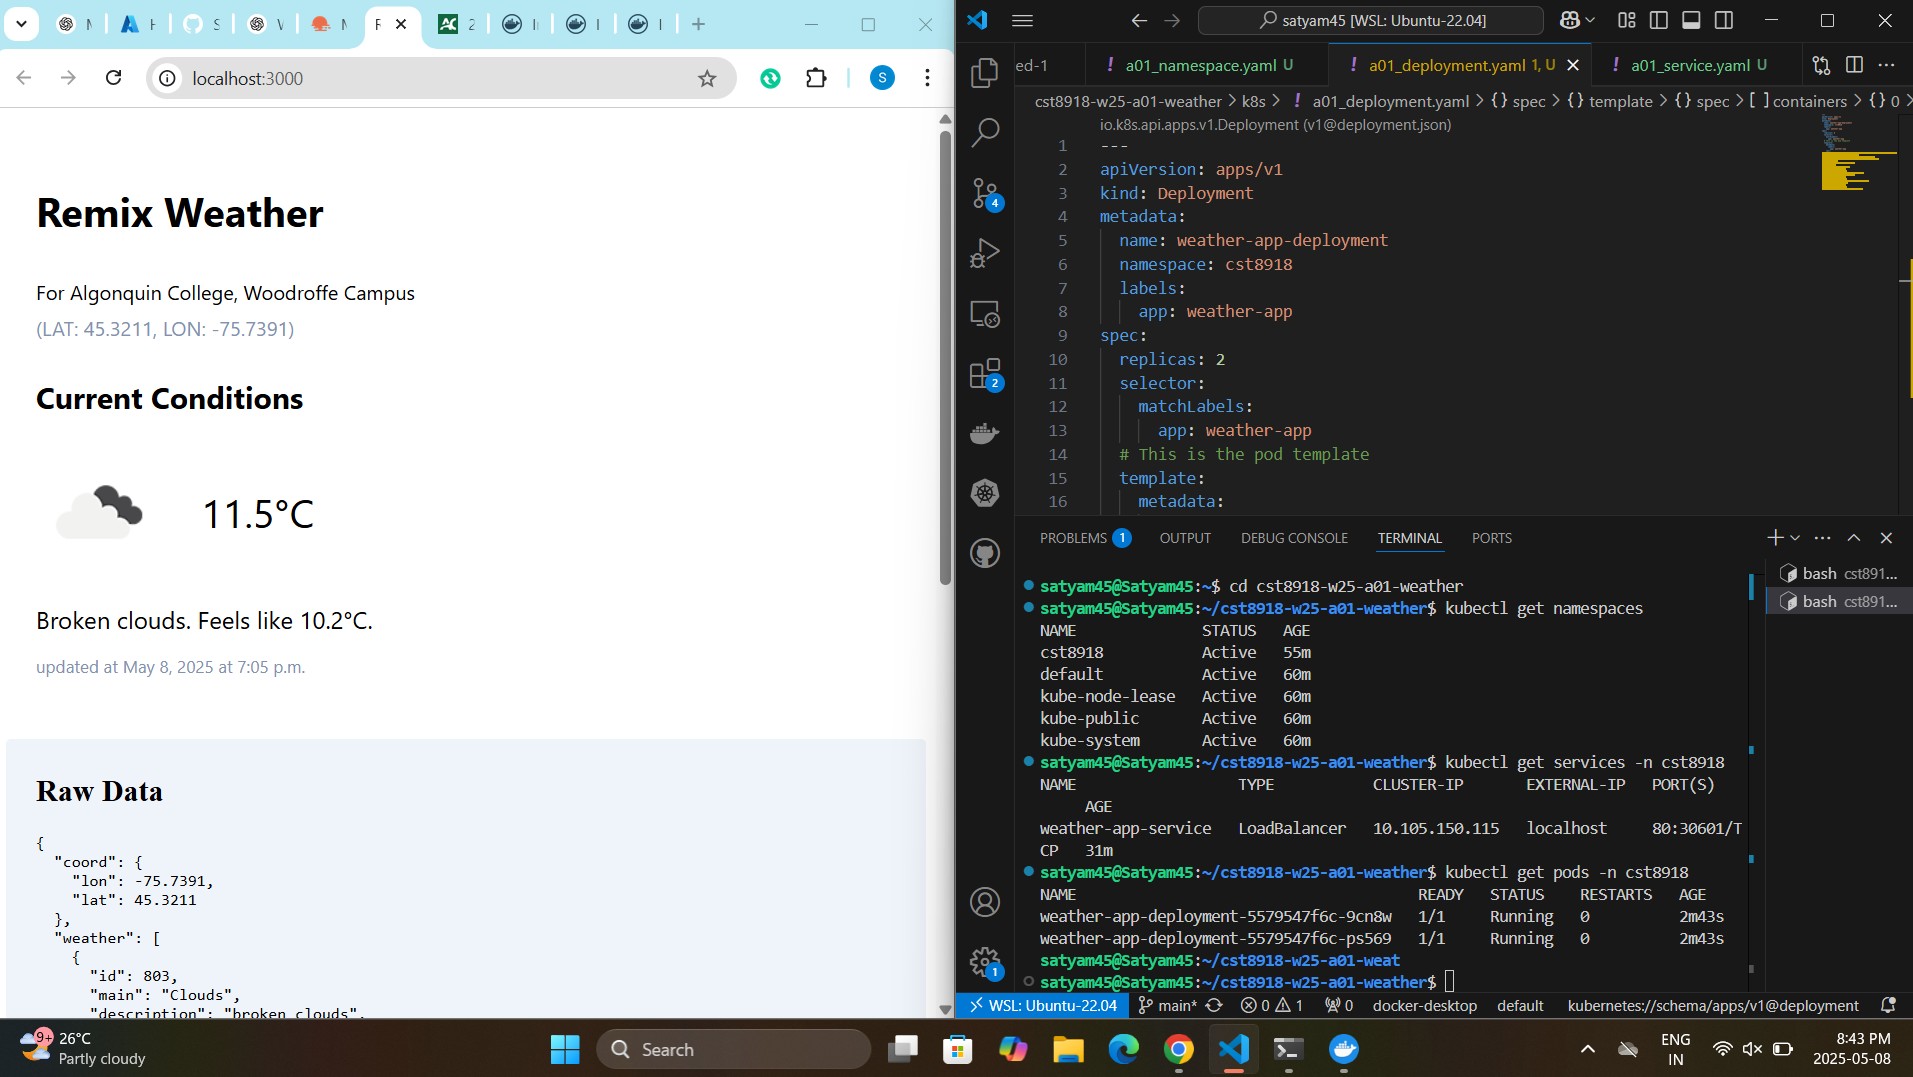 localhost:3000
S
Remix Weather
For Algonquin College, Woodroffe Campus
(LAT: 45.3211, LON: -75.7391)
Current Conditions
11.5°C
Broken clouds. Feels like 10.2°C.
updated at May 8, 2025 at 7:05 p.m.
Raw Data
{
"coord": {
"lon": -75.7391,
"lat": 45.3211
},
"weather": [
{
"id": 803,
"main": "Clouds",
"description": "broken clouds",
satyam45 [WSL: Ubuntu-22.04]
ed-1
! a01_namespace.yaml U
! a01_deployment.yaml 1, U
! a01_service.yaml U
cst8918-w25-a01-weather > k8s > ! a01_deployment.yaml > {} spec > {} template > {} spec > [ ] containers > {} 0 >
io.k8s.api.apps.v1.Deployment (v1@deployment.json)
1 ---
2 apiVersion: apps/v1
3 kind: Deployment
4 metadata:
5 name: weather-app-deployment
6 namespace: cst8918
7 labels:
8 app: weather-app
9 spec:
10 replicas: 2
11 selector:
12 matchLabels:
13 app: weather-app
14 # This is the pod template
15 template:
16 metadata:
4
2
1
PROBLEMS 1 OUTPUT DEBUG CONSOLE TERMINAL PORTS
satyam45@Satyam45:~$ cd cst8918-w25-a01-weather
satyam45@Satyam45:~/cst8918-w25-a01-weather$ kubectl get namespaces
NAME STATUS AGE
cst8918 Active 55m
default Active 60m
kube-node-lease Active 60m
kube-public Active 60m
kube-system Active 60m
satyam45@Satyam45:~/cst8918-w25-a01-weather$ kubectl get services -n cst8918
NAME TYPE CLUSTER-IP EXTERNAL-IP PORT(S)
AGE
weather-app-service LoadBalancer 10.105.150.115 localhost 80:30601/T
CP 31m
satyam45@Satyam45:~/cst8918-w25-a01-weather$ kubectl get pods -n cst8918
NAME READY STATUS RESTARTS AGE
weather-app-deployment-5579547f6c-9cn8w 1/1 Running 0 2m43s
weather-app-deployment-5579547f6c-ps569 1/1 Running 0 2m43s
satyam45@Satyam45:~/cst8918-w25-a01-weat
satyam45@Satyam45:~/cst8918-w25-a01-weather$
bash cst891...
bash cst891...
WSL: Ubuntu-22.04 main* 0 1 0 docker-desktop default kubernetes://schema/apps/v1@deployment
9+
26°C
Partly cloudy
Search
ENG
IN
8:43 PM
2025-05-08